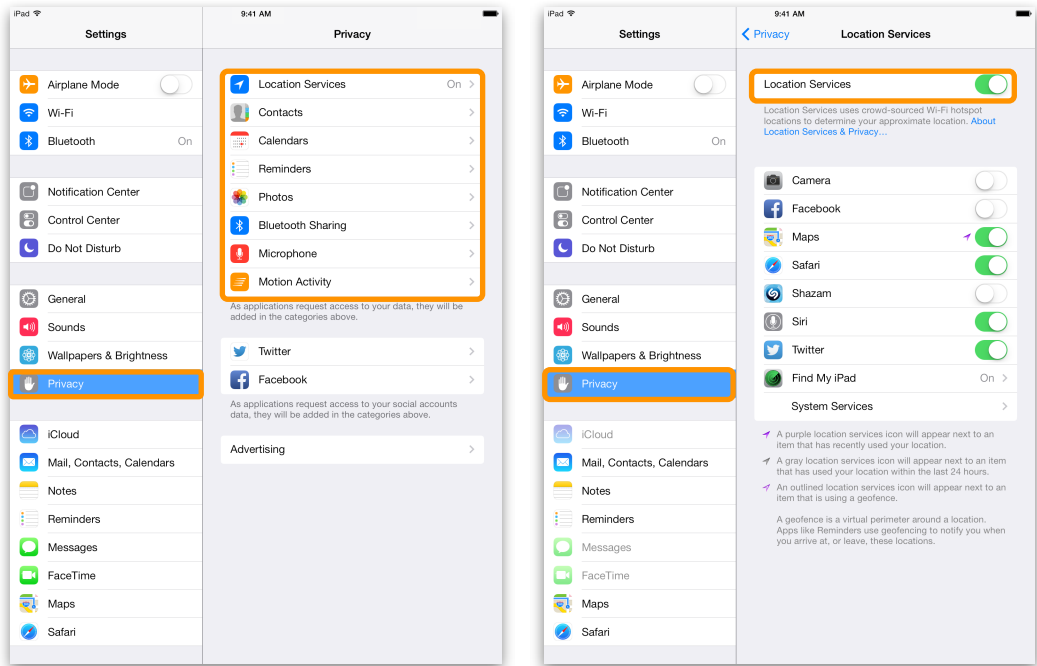 iPad
9:41 AM
Settings
Privacy
Airplane Mode
Wi-Fi
Bluetooth On
Notification Center
Control Center
Do Not Disturb
General
Sounds
Wallpapers & Brightness
Privacy
iCloud
Mail, Contacts, Calendars
Notes
Reminders
Messages
FaceTime
Maps
Safari
Location Services On
Contacts
Calendars
Reminders
Photos
Bluetooth Sharing
Microphone
Motion Activity
As applications request access to your data, they will be
added in the categories above.
Twitter
Facebook
As applications request access to your social accounts
data, they will be added in the categories above.
Advertising
iPad
9:41 AM
Settings
Privacy
Location Services
Airplane Mode
Wi-Fi
Bluetooth On
Notification Center
Control Center
Do Not Disturb
General
Sounds
Wallpapers & Brightness
Privacy
iCloud
Mail, Contacts, Calendars
Notes
Reminders
Messages
FaceTime
Maps
Safari
Location Services
Location Services uses crowd-sourced Wi-Fi hotspot
locations to determine your approximate location. About
Location Services & Privacy…
Camera
Facebook
Maps
Safari
Shazam
Siri
Twitter
Find My iPad On
System Services
A purple location services icon will appear next to an
item that has recently used your location.
A gray location services icon will appear next to an item
that has used your location within the last 24 hours.
An outlined location services icon will appear next to an
item that is using a geofence.
A geofence is a virtual perimeter around a location.
Apps like Reminders use geofencing to notify you when
you arrive at, or leave, these locations.